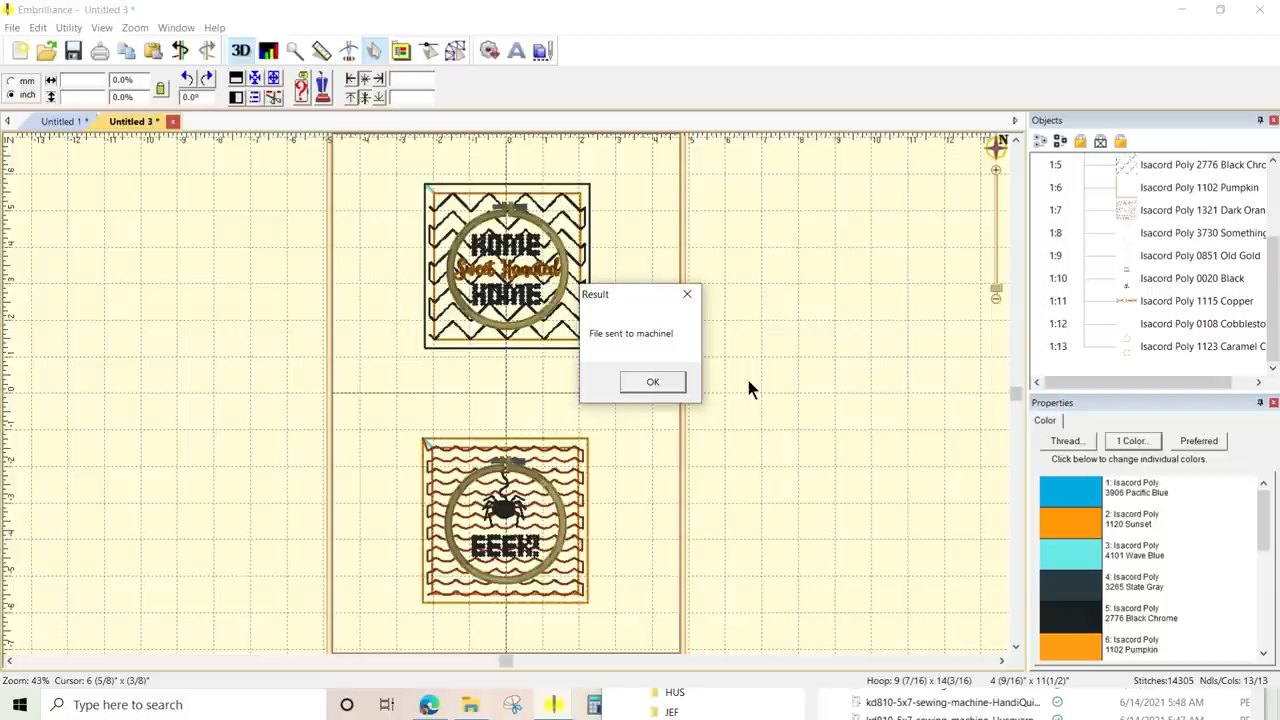 Embrilliance - Untitled 3 *
File Edit Utility View Zoom Tools Window Help
3D
mm
inch
0.0%
0.0%
0.0°
Untitled 1 *
Untitled 3 *
HOME
Sweet Haunted
HOME
EEEK!
Result
File sent to machine!
OK
N
Objects
1:5 Isacord Poly 2776 Black Chro
1:6 Isacord Poly 1102 Pumpkin
1:7 Isacord Poly 1321 Dark Oran
1:8 Isacord Poly 3730 Something
1:9 Isacord Poly 0851 Old Gold
1:10 Isacord Poly 0020 Black
1:11 Isacord Poly 1115 Copper
1:12 Isacord Poly 0108 Cobblesto
1:13 Isacord Poly 1123 Caramel C
Properties
Color
Thread... 1 Color... Preferred
Click below to change individual colors.
1: Isacord Poly
3906 Pacific Blue
2: Isacord Poly
1120 Sunset
3: Isacord Poly
4101 Wave Blue
4: Isacord Poly
3265 Slate Gray
5: Isacord Poly
2776 Black Chrome
6: Isacord Poly
1102 Pumpkin
Zoom: 43% Cursor: 6 (5/8)" x (3/8)" Hoop: 9 (7/16) x 14(3/16) 4 (9/16)" x 11(1/2)" Stitches:14305 Ndls/Cols: 13/13
Type here to search
HUS
JEF
kd810-5x7-sewing-machine-HandiQui
6/14/2021 5:48 AM
kd810-5x7-sewing-machine-Husqvarn